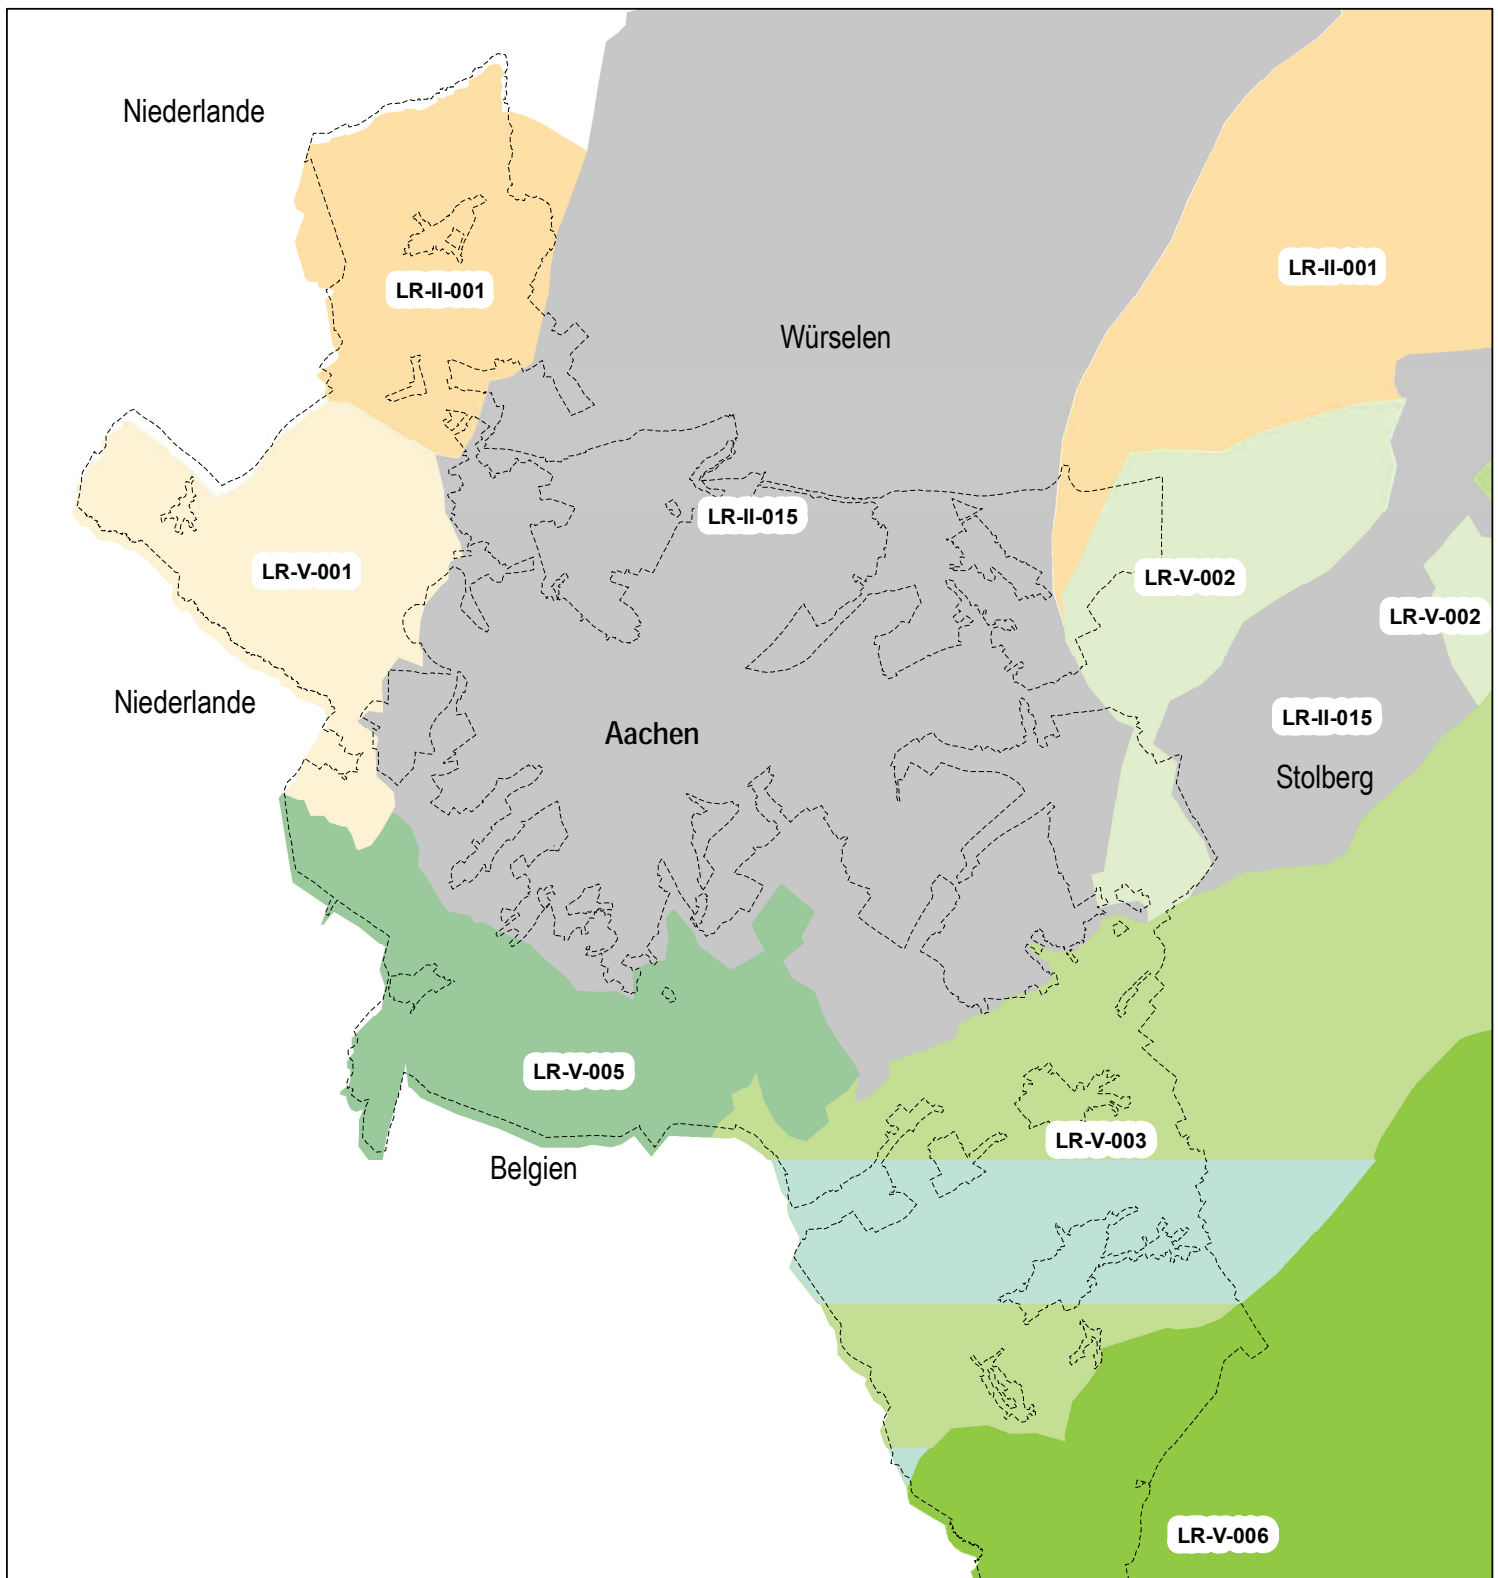 Niederlande
LR-II-001
LR-II-001
Würselen
LR-II-015
LR-V-001
LR-V-002
LR-V-002
Niederlande
LR-II-015
Aachen
Stolberg
LR-V-005
LR-V-003
Belgien
LR-V-006